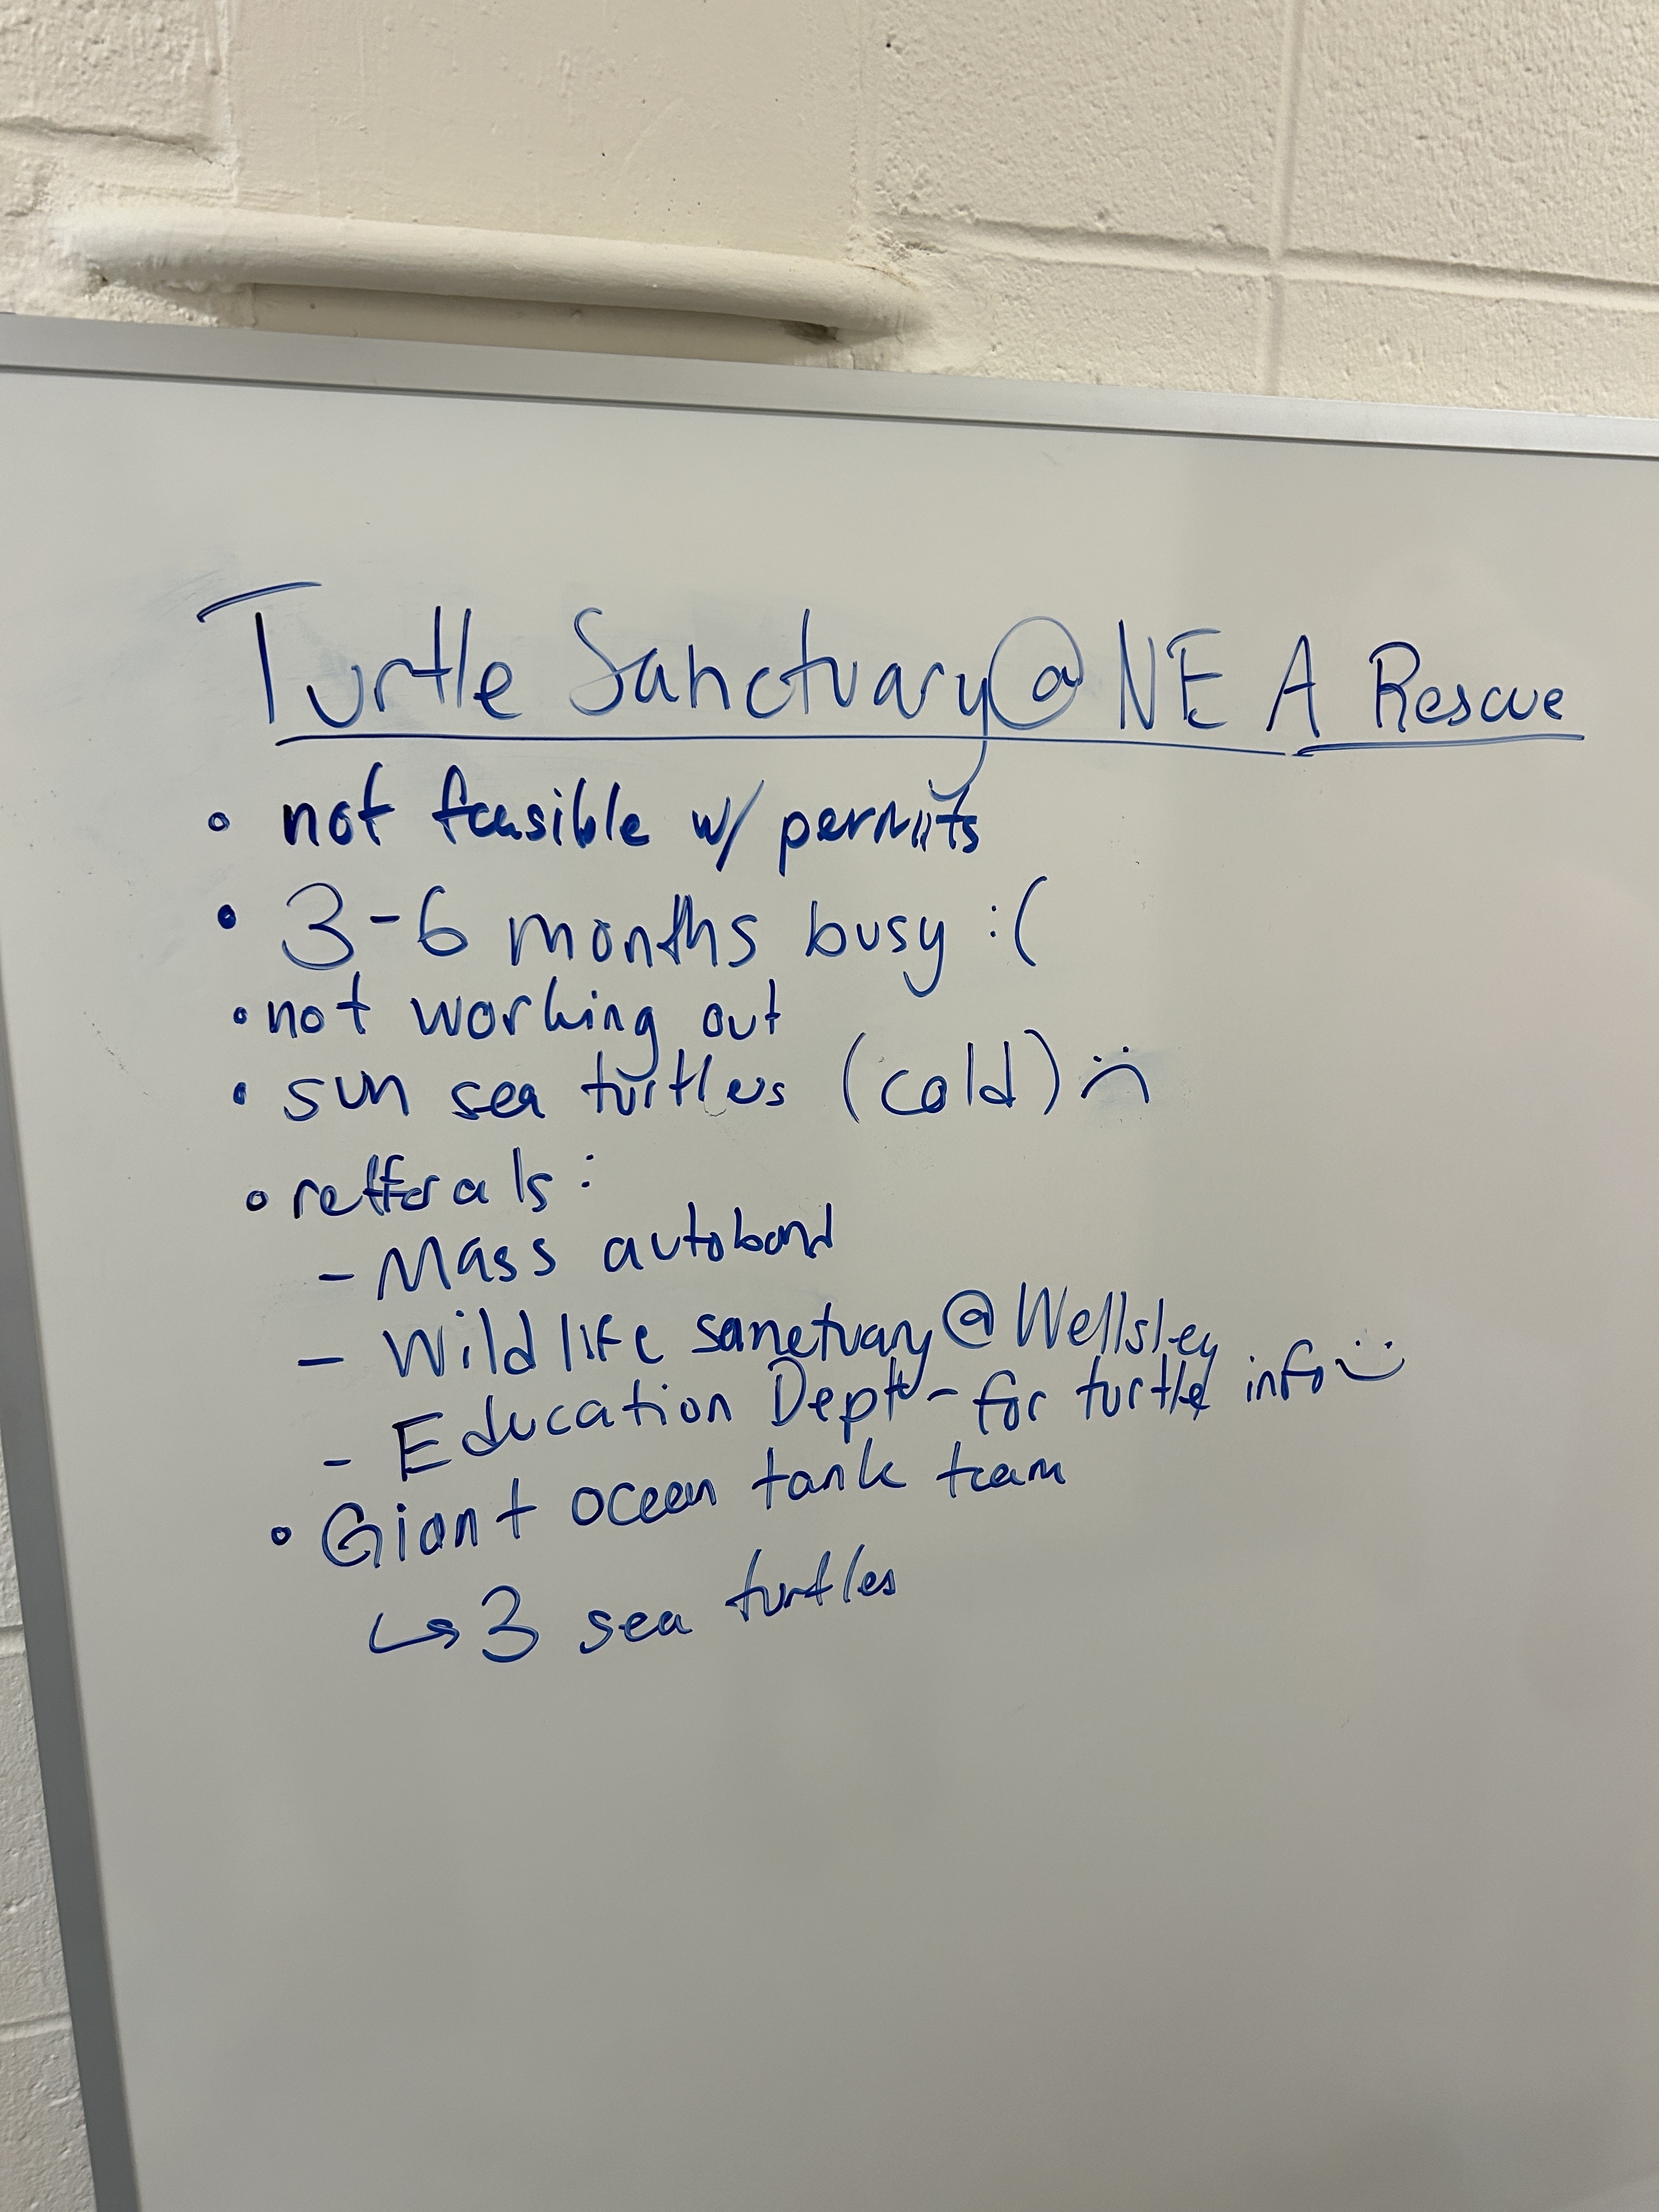 Turtle Sanctuary @ NE A Rescue
• not feasible w/ permits
• 3-6 months busy :(
• not working out
• sun sea turtles (cold) :(
• refferals:
- Mass autobond
- Wildlife sanctuary @ Wellsley
- Education Dept - for turtle info :)
• Giant ocean tank team
↳ 3 sea turtles